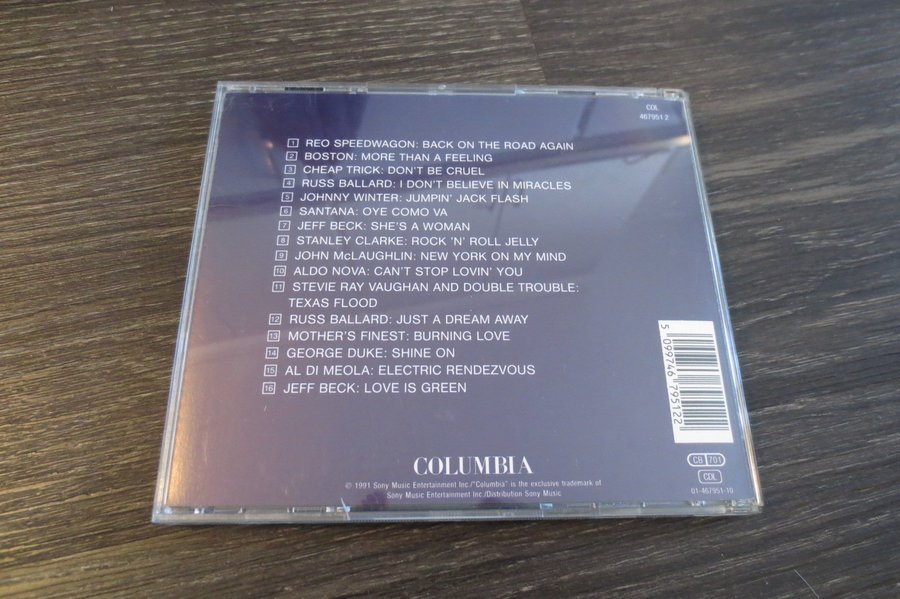 COL
467951 2
1 REO SPEEDWAGON: BACK ON THE ROAD AGAIN
2 BOSTON: MORE THAN A FEELING
3 CHEAP TRICK: DON'T BE CRUEL
4 RUSS BALLARD: I DON'T BELIEVE IN MIRACLES
5 JOHNNY WINTER: JUMPIN' JACK FLASH
6 SANTANA: OYE COMO VA
7 JEFF BECK: SHE'S A WOMAN
8 STANLEY CLARKE: ROCK 'N' ROLL JELLY
9 JOHN McLAUGHLIN: NEW YORK ON MY MIND
10 ALDO NOVA: CAN'T STOP LOVIN' YOU
11 STEVIE RAY VAUGHAN AND DOUBLE TROUBLE:
TEXAS FLOOD
12 RUSS BALLARD: JUST A DREAM AWAY
13 MOTHER'S FINEST: BURNING LOVE
14 GEORGE DUKE: SHINE ON
15 AL DI MEOLA: ELECTRIC RENDEZVOUS
16 JEFF BECK: LOVE IS GREEN
5 099746 795122
COLUMBIA
© 1991 Sony Music Entertainment Inc./"Columbia" is the exclusive trademark of
Sony Music Entertainment Inc./Distribution Sony Music
CB 701
COL
01-467951-10